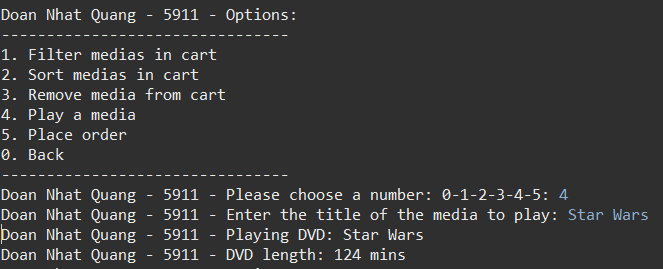 Doan Nhat Quang - 5911 - Options:
--------------------------------
1. Filter medias in cart
2. Sort medias in cart
3. Remove media from cart
4. Play a media
5. Place order
0. Back
--------------------------------
Doan Nhat Quang - 5911 - Please choose a number: 0-1-2-3-4-5: 4
Doan Nhat Quang - 5911 - Enter the title of the media to play: Star Wars
Doan Nhat Quang - 5911 - Playing DVD: Star Wars
Doan Nhat Quang - 5911 - DVD length: 124 mins